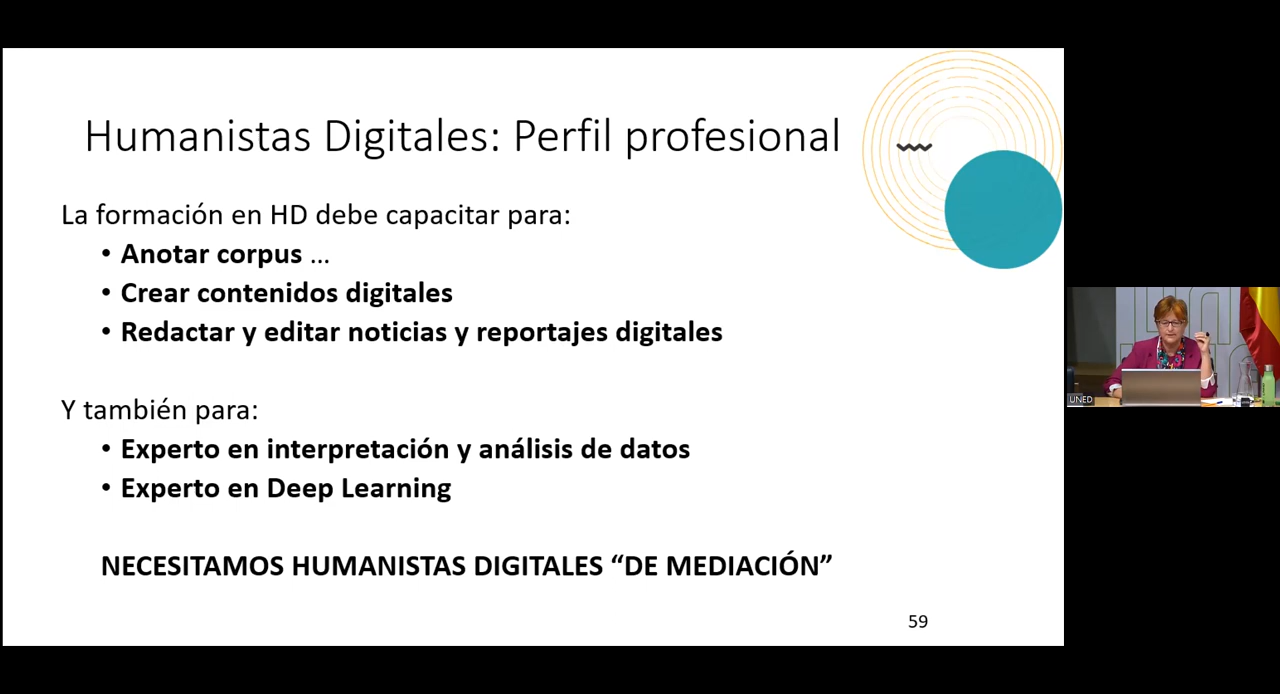 Humanistas Digitales: Perfil profesional
La formación en HD debe capacitar para:
• Anotar corpus ...
• Crear contenidos digitales
• Redactar y editar noticias y reportajes digitales
Y también para:
• Experto en interpretación y análisis de datos
• Experto en Deep Learning
NECESITAMOS HUMANISTAS DIGITALES “DE MEDIACIÓN”
59
UNED